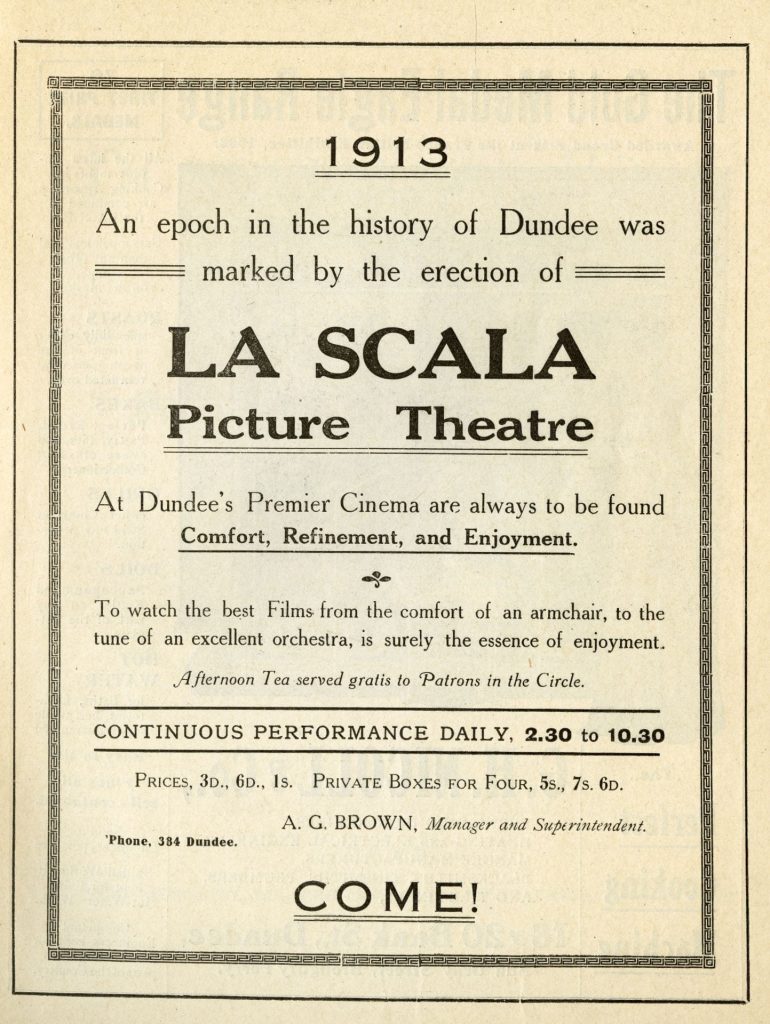 1913
An epoch in the history of Dundee was
marked by the erection of
LA SCALA
Picture Theatre
At Dundee's Premier Cinema are always to be found
Comfort, Refinement, and Enjoyment.
To watch the best Films from the comfort of an armchair, to the
tune of an excellent orchestra, is surely the essence of enjoyment.
Afternoon Tea served gratis to Patrons in the Circle.
CONTINUOUS PERFORMANCE DAILY, 2.30 to 10.30
PRICES, 3D., 6D., 1S. PRIVATE BOXES FOR FOUR, 5S., 7S. 6D.
A. G. BROWN, Manager and Superintendent.
'Phone, 384 Dundee.
COME!